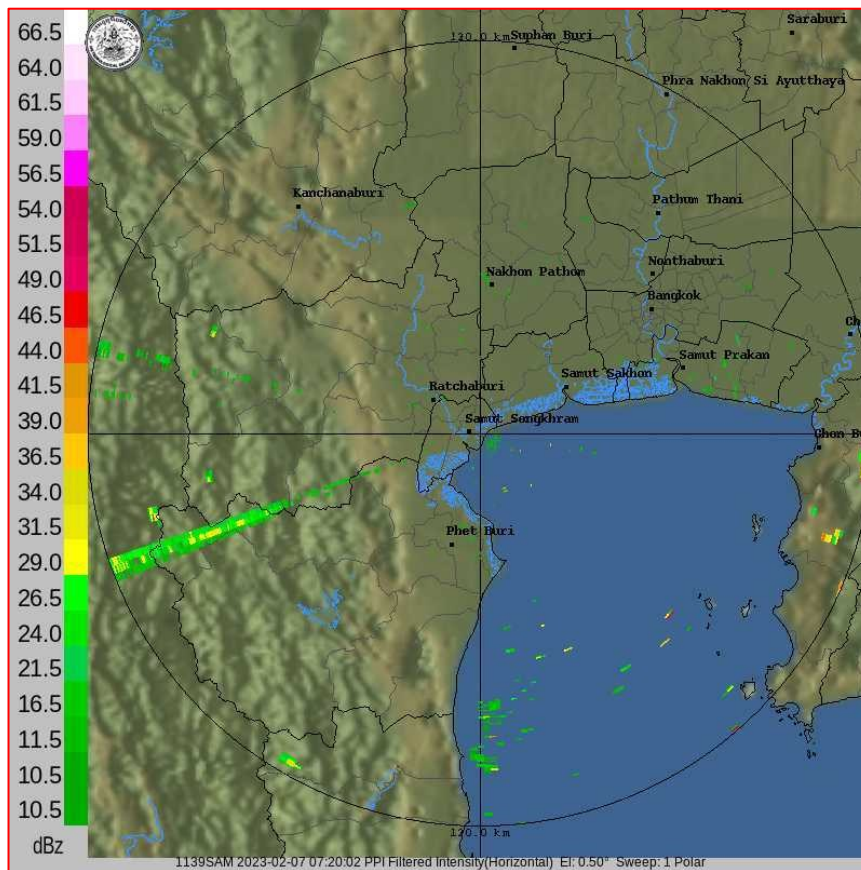 66.5
64.0
61.5
59.0
56.5
54.0
51.5
49.0
46.5
44.0
41.5
39.0
36.5
34.0
31.5
29.0
26.5
24.0
21.5
16.5
11.5
10.5
10.5
dBz
Saraburi
120.0 km
Suphan Buri
Phra Nakhon Si Ayutthaya
Kanchanaburi
Pathum Thani
Nakhon Pathom
Nonthaburi
Bangkok
Samut Prakan
Samut Sakhon
Ratchaburi
Samut Songkhram
Phet Buri
120.0 km
1139SAM 2023-02-07 07:20:02 PPI Filtered Intensity(Horizontal) El: 0.50° Sweep: 1 Polar